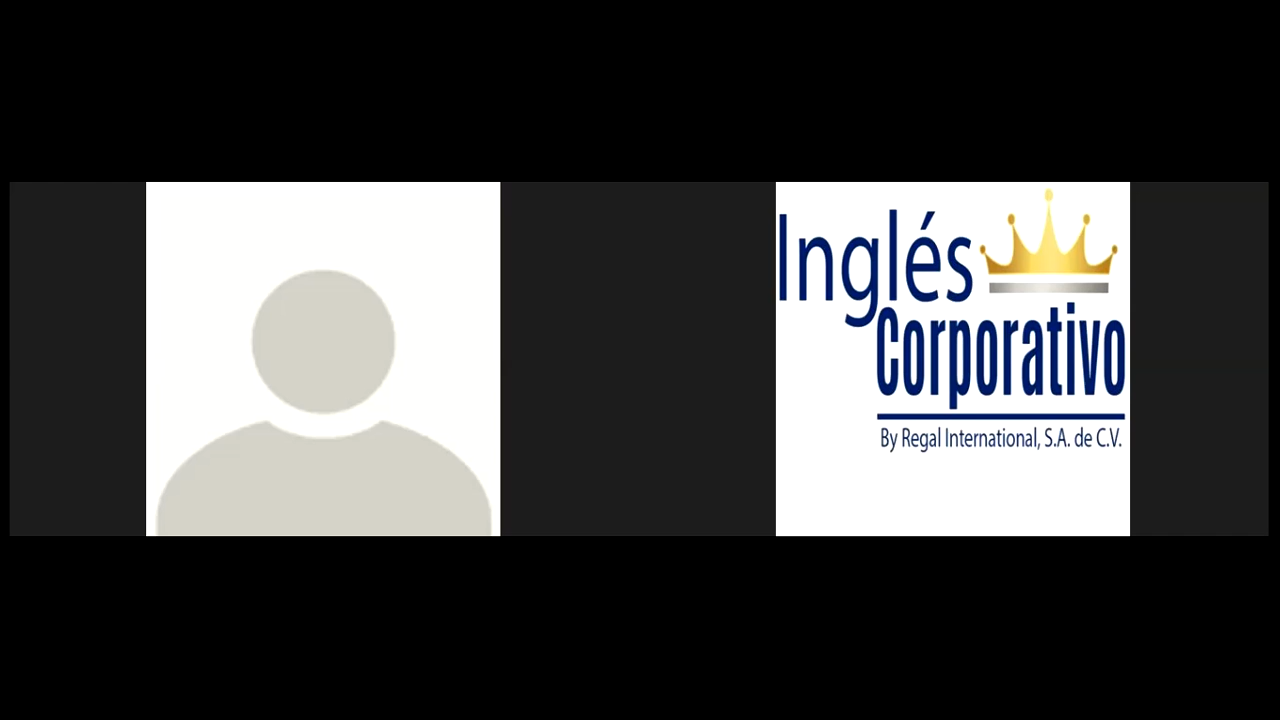 Inglés
Corporativo
By Regal International, S.A. de C.V.